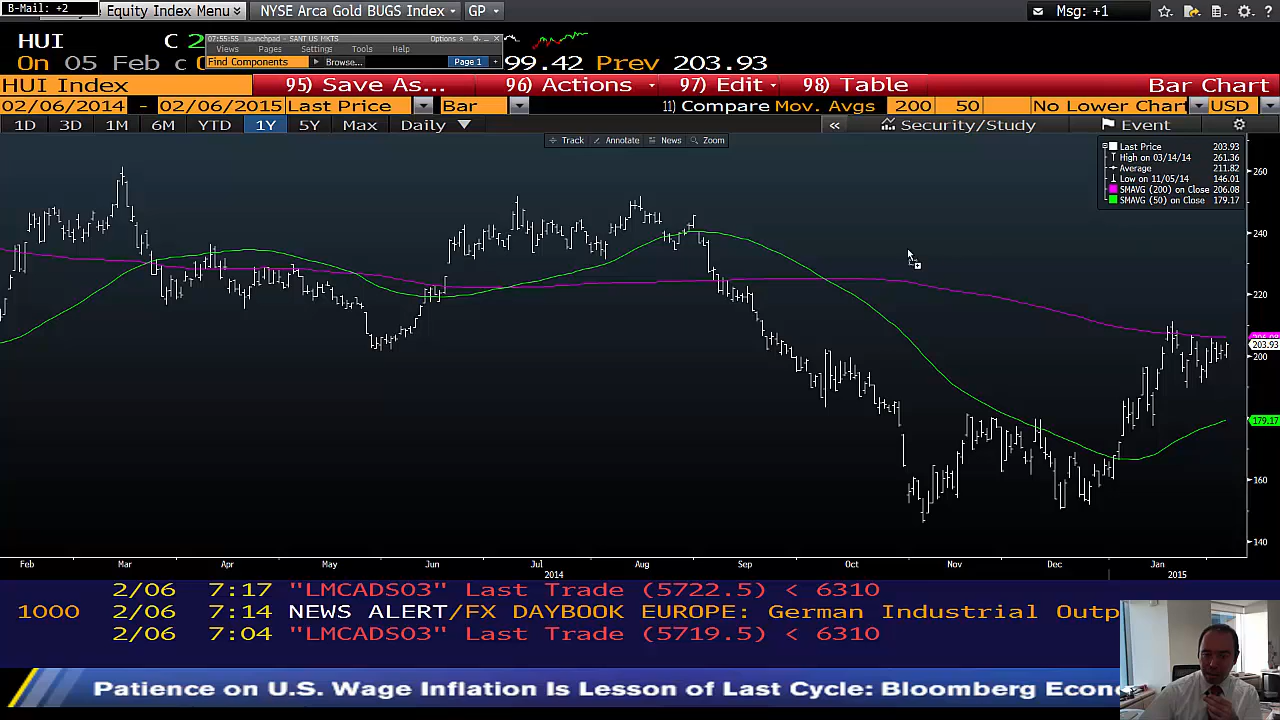 B-Mail: +2
Equity Index Menu
NYSE Arca Gold BUGS Index
GP
Msg: +1
?
HUI
C 2
07:55:55 Launchpad - SANT US MKTS
Options
Views Pages Settings Tools Help
Find Components
Browse...
Page 1
On 05 Feb
99.42 Prev 203.93
HUI Index
95) Save As...
96) Actions
97) Edit
98) Table
Bar Chart
02/06/2014 - 02/06/2015 Last Price Bar 11) Compare Mov. Avgs 200 50 No Lower Chart USD
1D 3D 1M 6M YTD 1Y 5Y Max Daily ▼ « Security/Study Event
Track Annotate News Zoom
Last Price 203.93
High on 03/14/14 261.36
Average 211.82
Low on 11/05/14 146.01
SMAVG (200) on Close 206.08
SMAVG (50) on Close 179.17
260
240
220
203.93
200
179.17
160
140
Feb Mar Apr May Jun Jul Aug Sep Oct Nov Dec Jan
2014 2015
2/06 7:17 "LMCADS03" Last Trade (5722.5) < 6310
1000 2/06 7:14 NEWS ALERT/FX DAYBOOK EUROPE: German Industrial Outp
2/06 7:04 "LMCADS03" Last Trade (5719.5) < 6310
Patience on U.S. Wage Inflation Is Lesson of Last Cycle: Bloomberg Econo